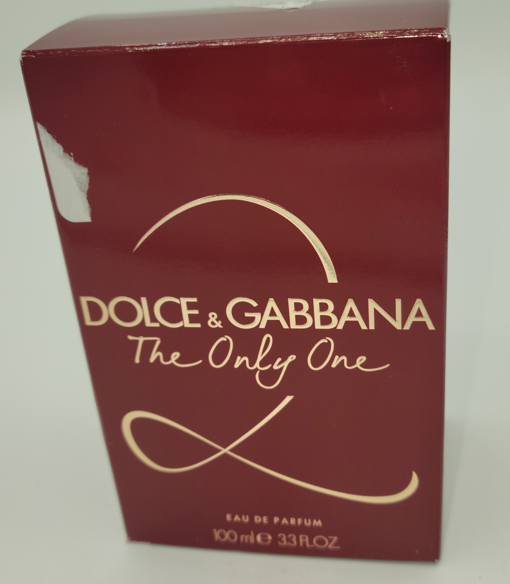 DOLCE & GABBANA
The Only One
EAU DE PARFUM
100 ml ℮ 3.3 FL.OZ.